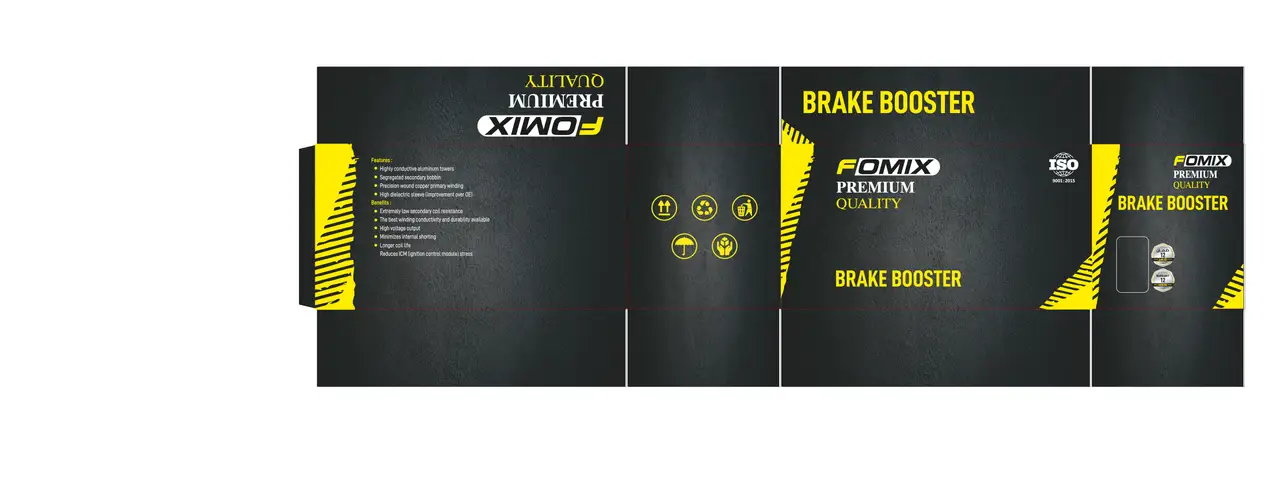 QUALITY
PREMIUM
FOMIX
Features :
Highly conductive aluminum towers
Segregated secondary bobbin
Precision wound copper primary winding
High dielectric sleeve (improvement over OE)
Benefits :
Extremely low secondary coil resistance
The best winding conductivity and durability available
High voltage output
Minimizes internal shorting
Longer coil life
Reduces ICM (ignition control module) stress
BRAKE BOOSTER
FOMIX
PREMIUM
QUALITY
ISO
9001:2015
BRAKE BOOSTER
FOMIX
PREMIUM
QUALITY
BRAKE BOOSTER
12
12